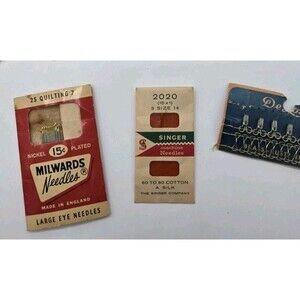 25 QUILTING 7
NICKEL 15¢ PLATED
MILWARDS
Needles
MADE IN ENGLAND
LARGE EYE NEEDLES
2020
(15x1)
5 SIZE 14
SINGER
Machine
Needles
60 TO 80 COTTON
A SILK
THE SINGER COMPANY